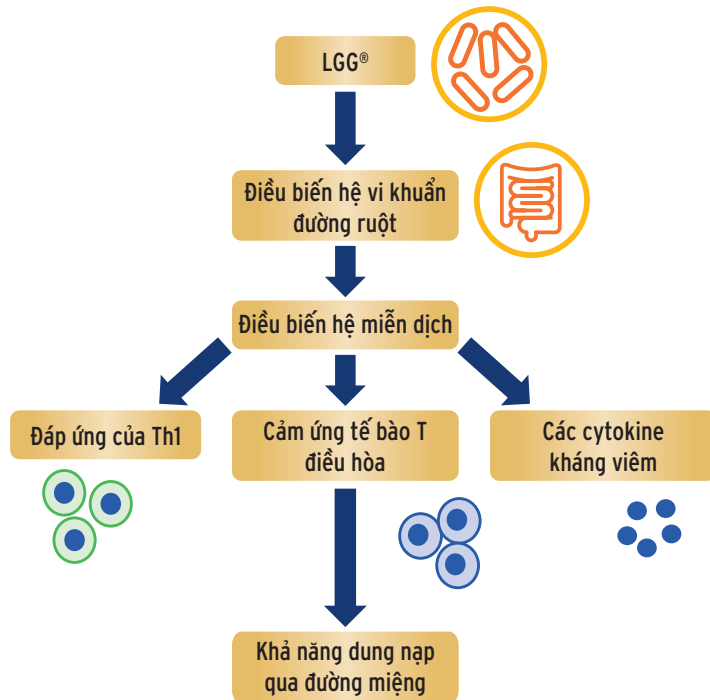 LGG®
Điều biến hệ vi khuẩn
đường ruột
Điều biến hệ miễn dịch
Đáp ứng của Th1
Cảm ứng tế bào T
điều hòa
Các cytokine
kháng viêm
Khả năng dung nạp
qua đường miệng